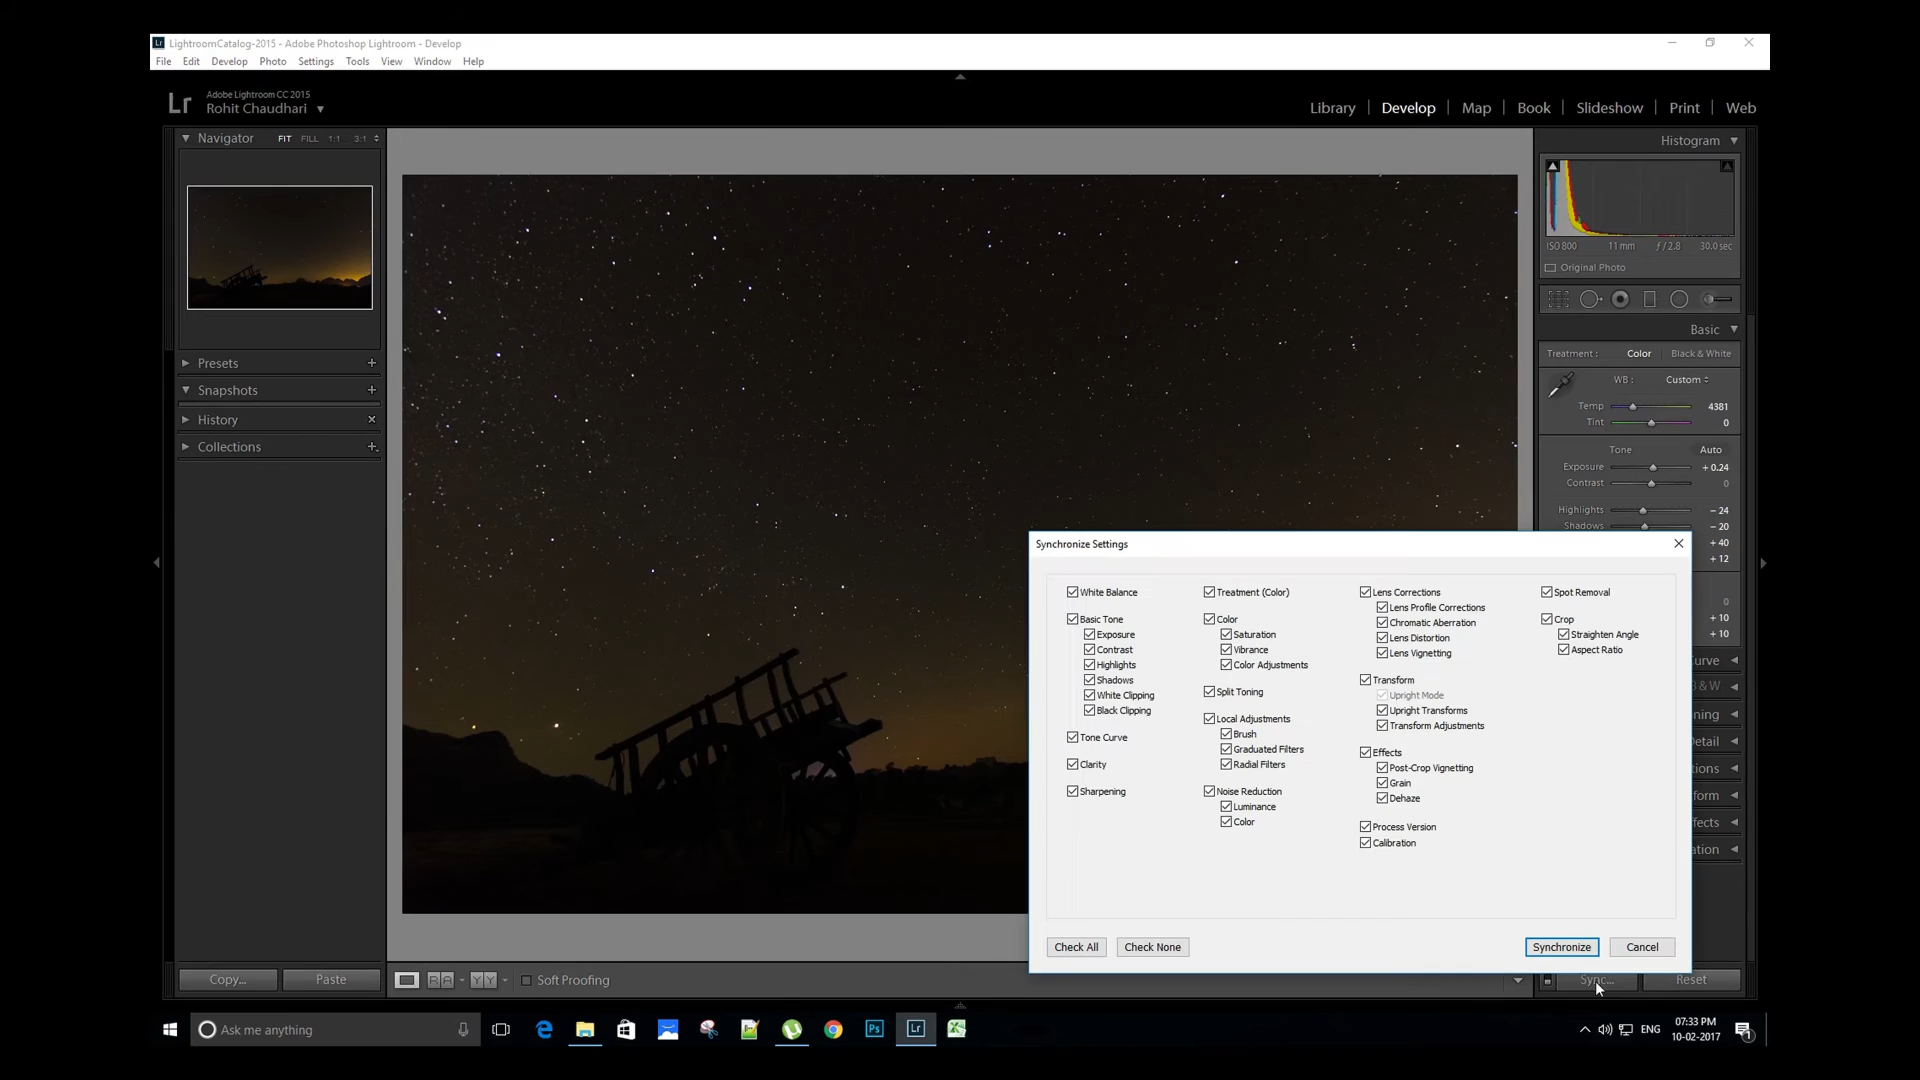 LightroomCatalog-2015 - Adobe Photoshop Lightroom - Develop
File Edit Develop Photo Settings Tools View Window Help
Lr
Adobe Lightroom CC 2015
Rohit Chaudhari
Library | Develop | Map | Book | Slideshow | Print | Web
Navigator FIT FILL 1:1 3:1
Presets
Snapshots
History
Collections
Copy... Paste
Soft Proofing
Histogram
ISO 800 11 mm ƒ / 2.8 30.0 sec
Original Photo
Basic
Treatment : Color Black & White
WB : Custom
Temp 4381
Tint 0
Tone Auto
Exposure + 0.24
Contrast 0
Highlights − 24
Shadows − 20
+ 40
+ 12
0
+ 10
+ 10
urve
B & W
ning
Detail
tions
form
ffects
ation
Sync... Reset
Synchronize Settings
White Balance
Basic Tone
Exposure
Contrast
Highlights
Shadows
White Clipping
Black Clipping
Tone Curve
Clarity
Sharpening
Treatment (Color)
Color
Saturation
Vibrance
Color Adjustments
Split Toning
Local Adjustments
Brush
Graduated Filters
Radial Filters
Noise Reduction
Luminance
Color
Lens Corrections
Lens Profile Corrections
Chromatic Aberration
Lens Distortion
Lens Vignetting
Transform
Upright Mode
Upright Transforms
Transform Adjustments
Effects
Post-Crop Vignetting
Grain
Dehaze
Process Version
Calibration
Spot Removal
Crop
Straighten Angle
Aspect Ratio
Check All Check None Synchronize Cancel
Ask me anything
Ps Lr
ENG
07:33 PM
10-02-2017